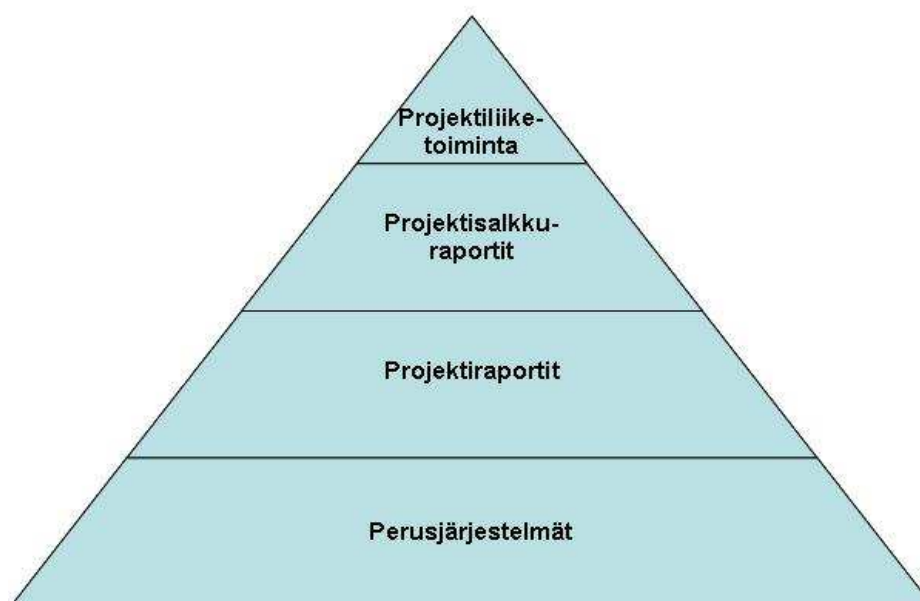 Projektiliike-
toiminta
Projektisalkku-
raportit
Projektiraportit
Perusjärjestelmät